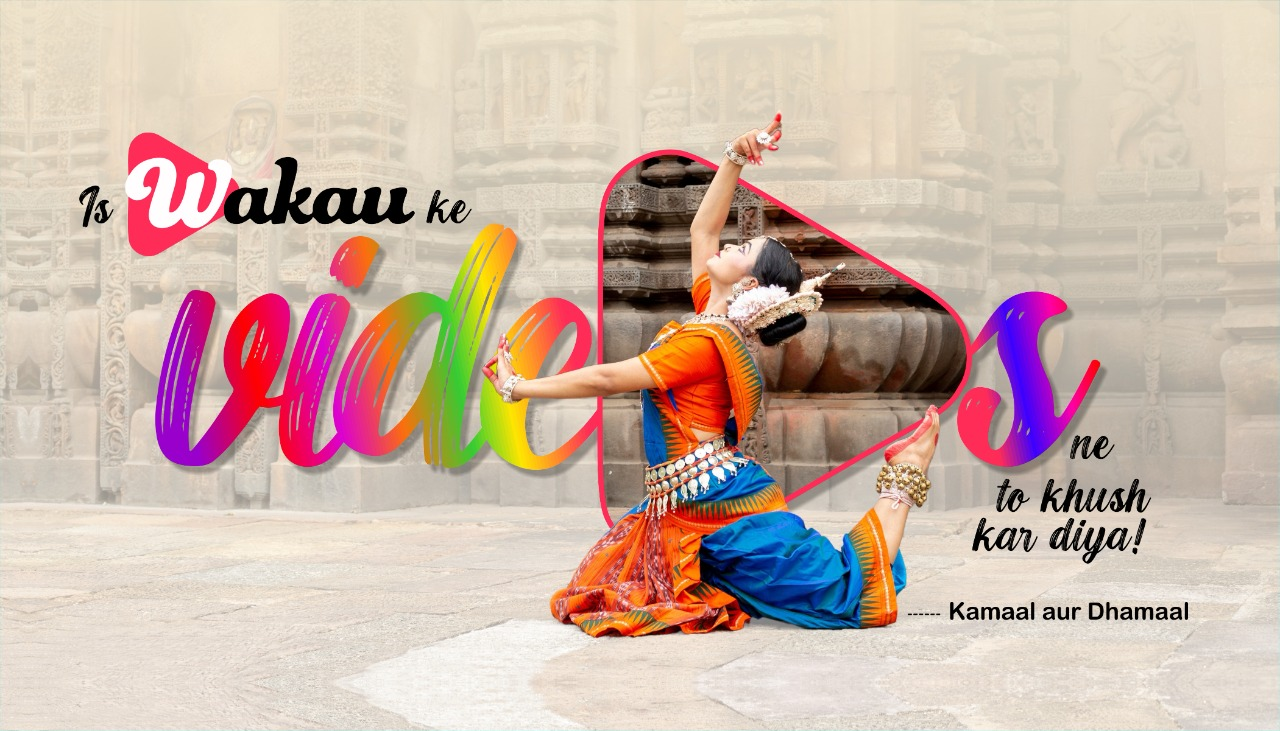 Is Wakau ke
videos
ne
to khush
kar diya!
------ Kamaal aur Dhamaal